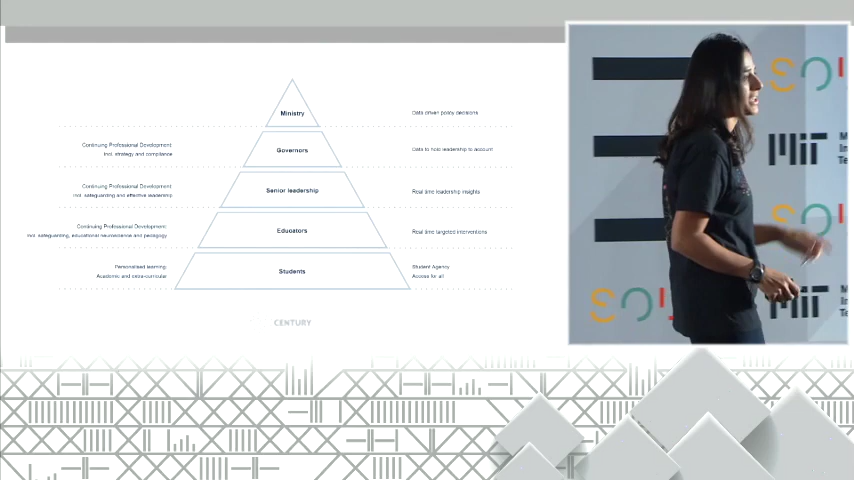 Ministry
Data driven policy decisions
Continuing Professional Development:
Incl. strategy and compliance
Governors
Data to hold leadership to account
Continuing Professional Development:
Incl. safeguarding and effective leadership
Senior leadership
Real time leadership insights
Continuing Professional Development:
Incl. safeguarding, educational neuroscience and pedagogy
Educators
Real time targeted interventions
Personalised learning:
Academic and extra-curricular
Students
Student Agency
Access for all
CENTURY